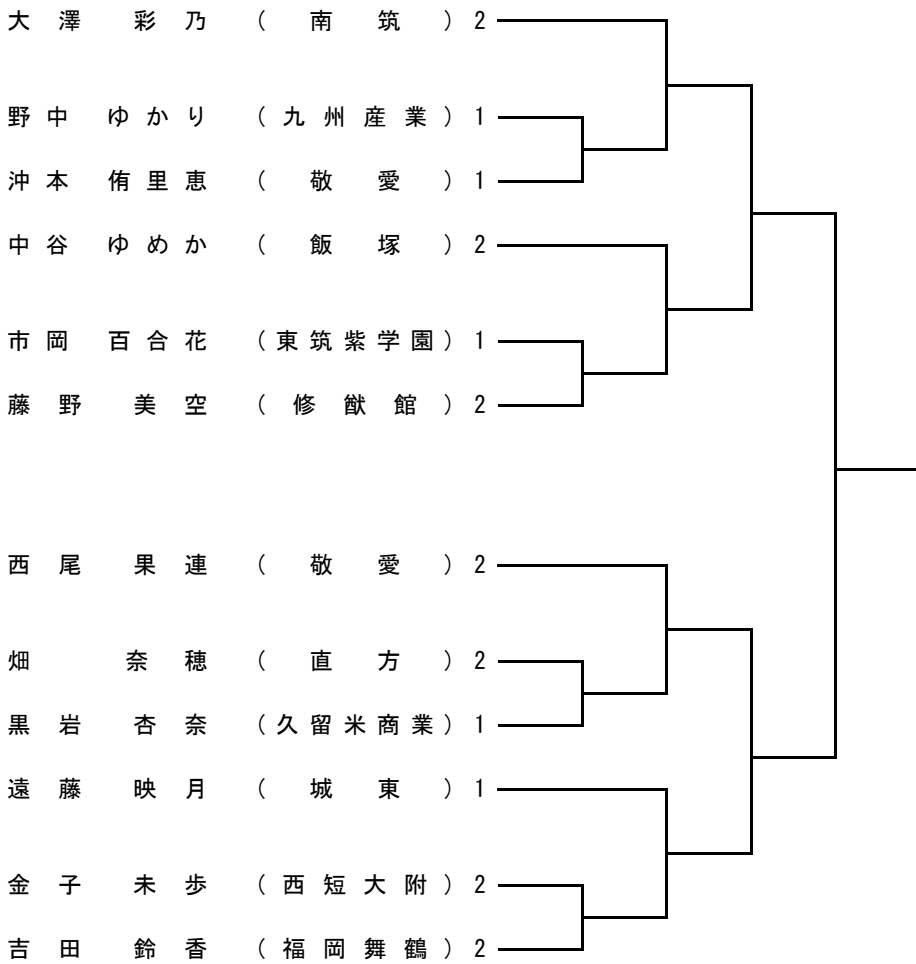 大澤 彩乃 (南筑) 2
野中 ゆかり (九州産業) 1
沖本 侑里恵 (敬愛) 1
中谷 ゆめか (飯塚) 2
市岡 百合花 (東筑紫学園) 1
藤野 美空 (修猷館) 2
西尾 果連 (敬愛) 2
畑 奈穂 (直方) 2
黒岩 杏奈 (久留米商業) 1
遠藤 映月 (城東) 1
金子 未歩 (西短大附) 2
吉田 鈴香 (福岡舞鶴) 2